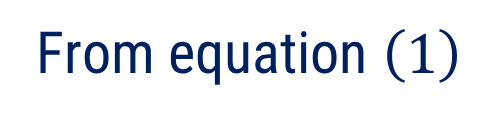 From equation (1)